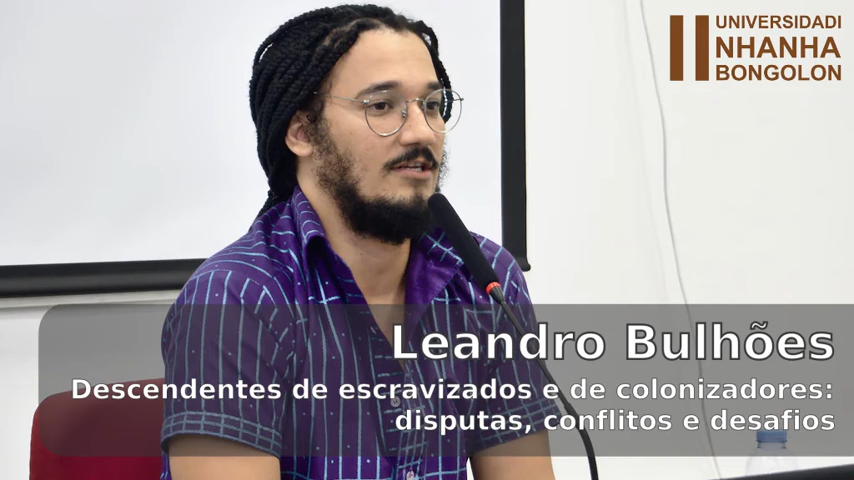 UNIVERSIDADI
NHANHA
BONGOLON
Leandro Bulhões
Descendentes de escravizados e de colonizadores:
disputas, conflitos e desafios